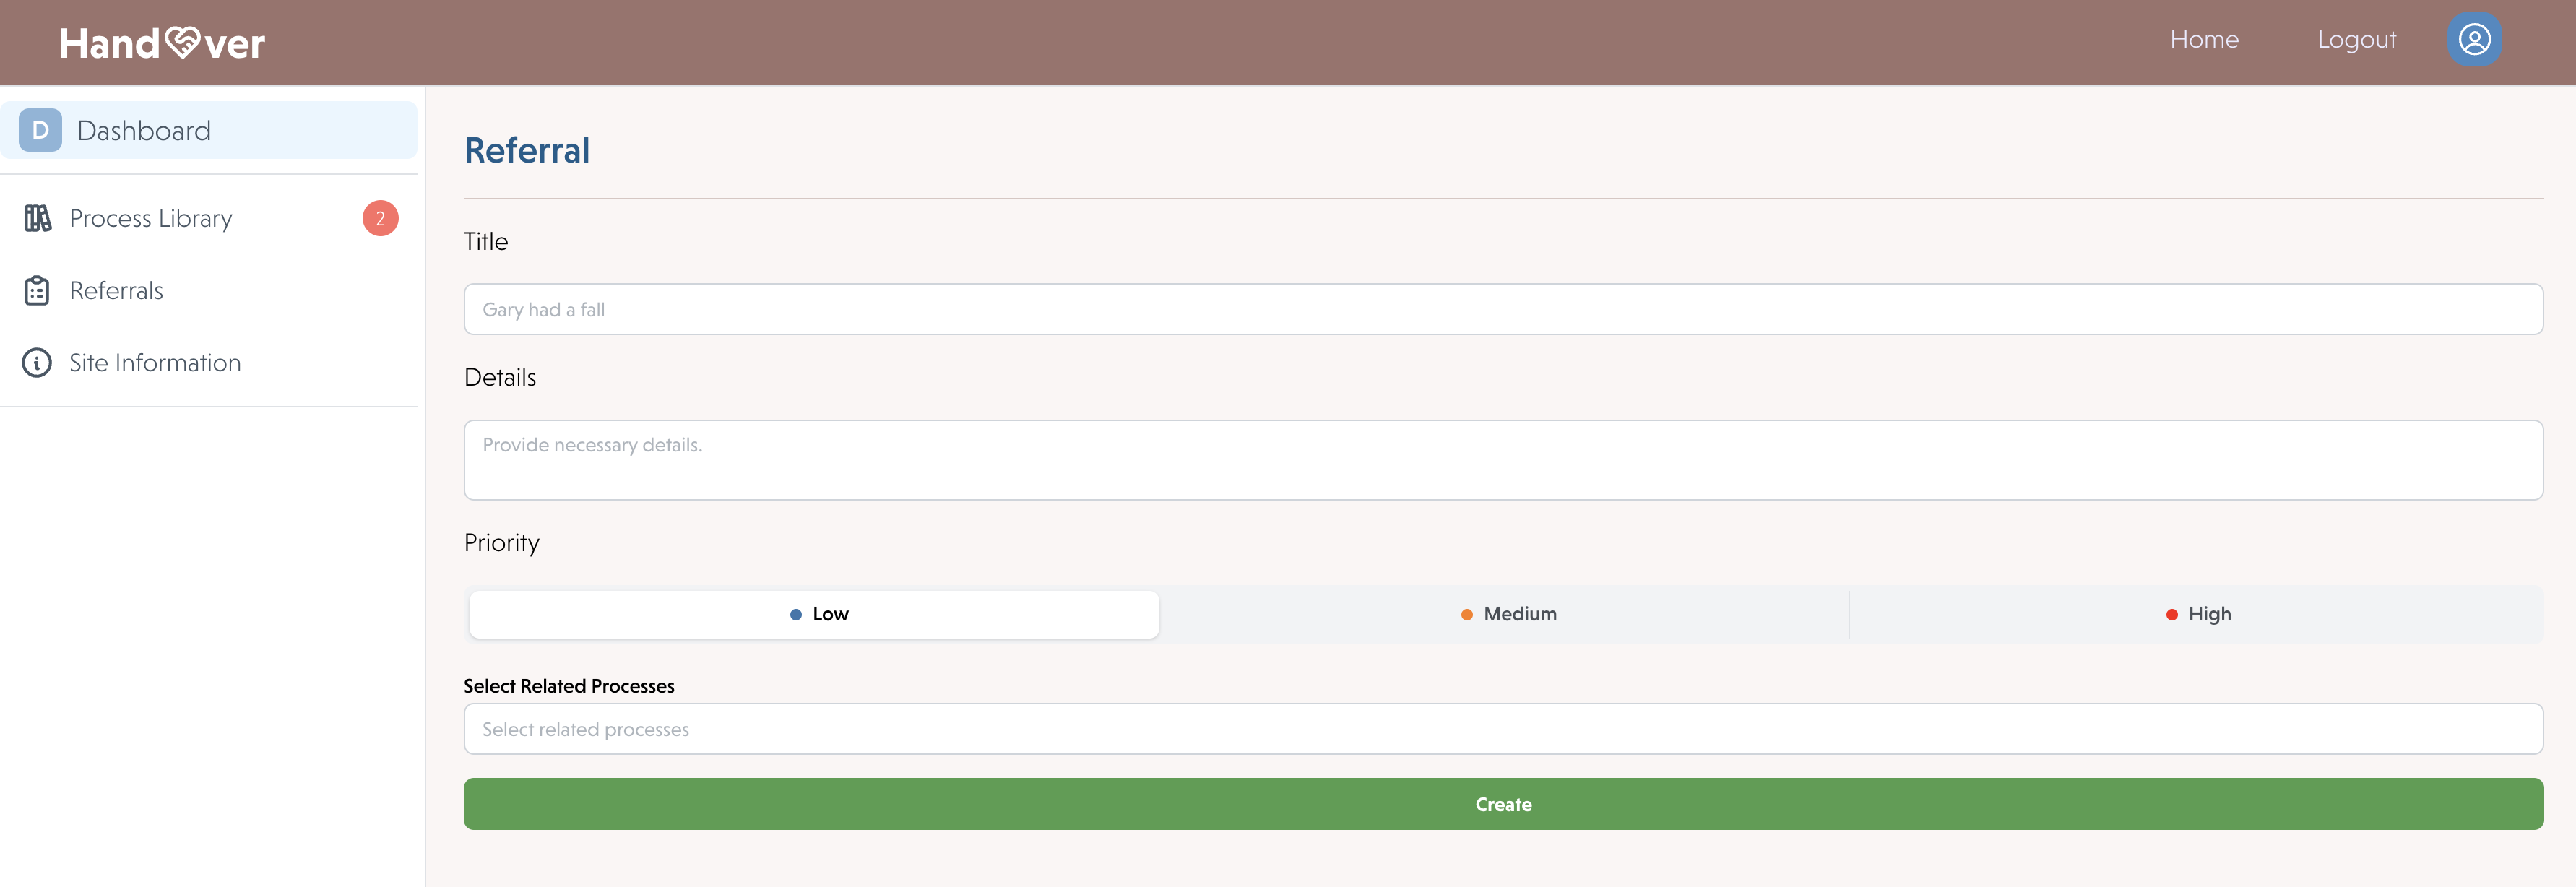 Handover Home Logout
D Dashboard
Process Library 2
Referrals
Site Information
Referral
Title
Gary had a fall
Details
Provide necessary details.
Priority
Low Medium High
Select Related Processes
Select related processes
Create